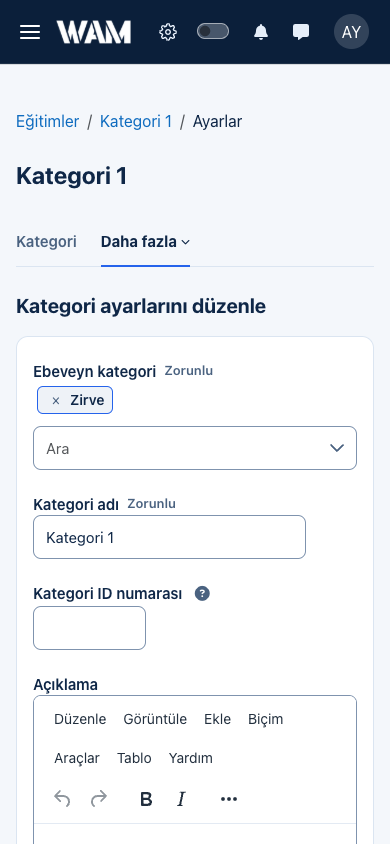 WAM
AY
Eğitimler / Kategori 1 / Ayarlar
Kategori 1
Kategori
Daha fazla
Kategori ayarlarını düzenle
Ebeveyn kategori Zorunlu
× Zirve
Ara
Kategori adı Zorunlu
Kategori 1
Kategori ID numarası ?
Açıklama
Düzenle Görüntüle Ekle Biçim
Araçlar Tablo Yardım
B I ...